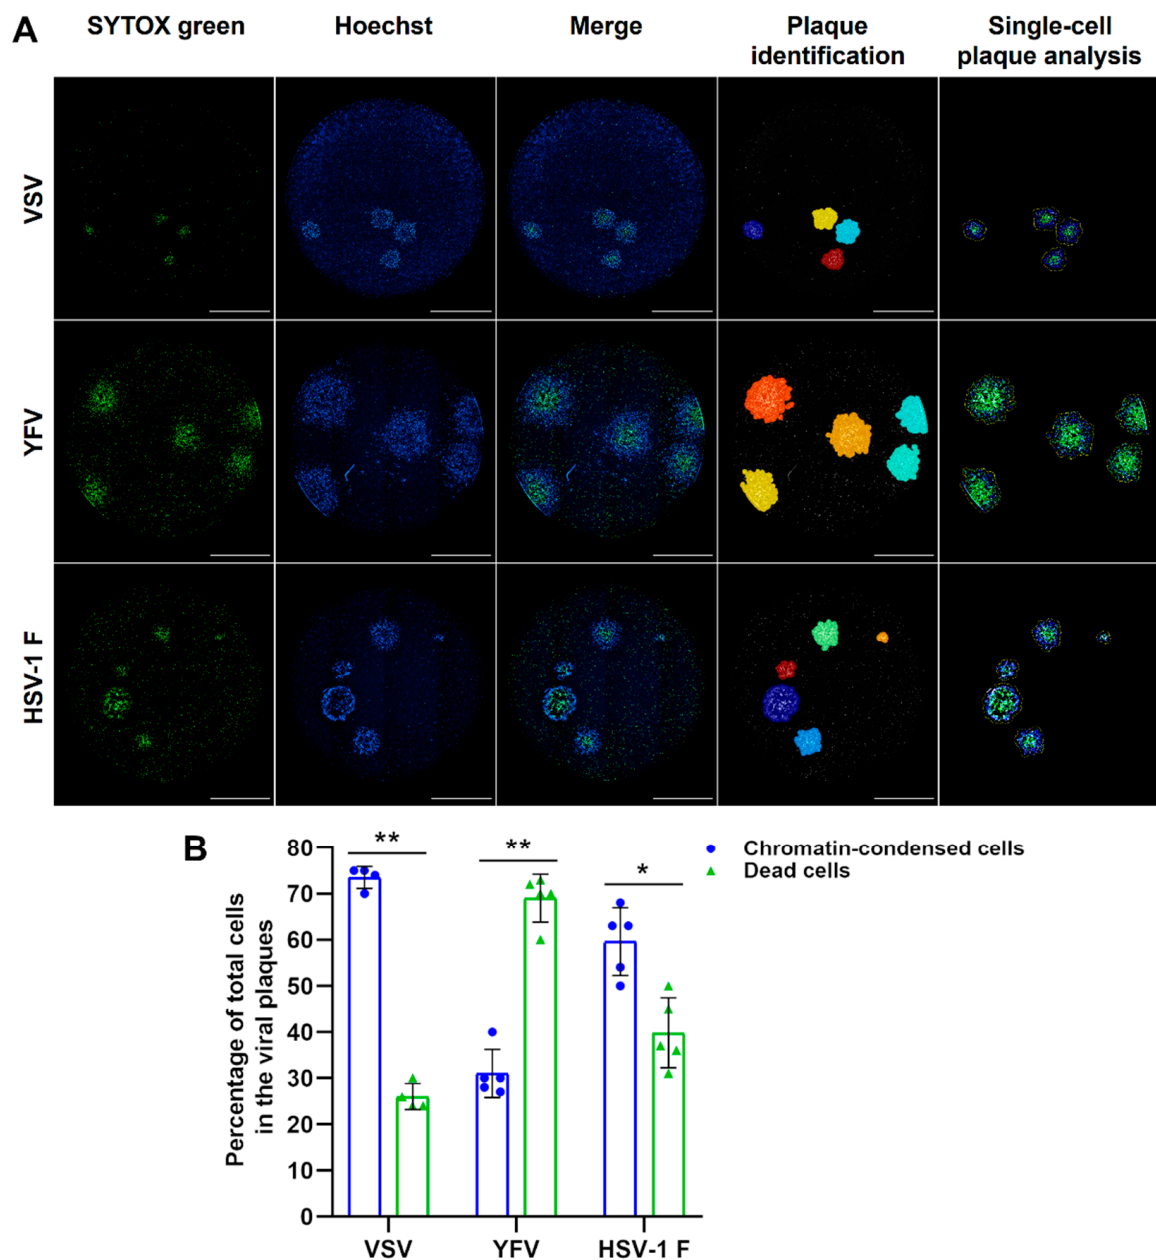 A
SYTOX green
Hoechst
Merge
Plaque
identification
Single-cell
plaque analysis
VSV
YFV
HSV-1 F
B
Percentage of total cells
in the viral plaques
80
70
60
50
40
30
20
10
0
**
**
*
Chromatin-condensed cells
Dead cells
VSV
YFV
HSV-1 F